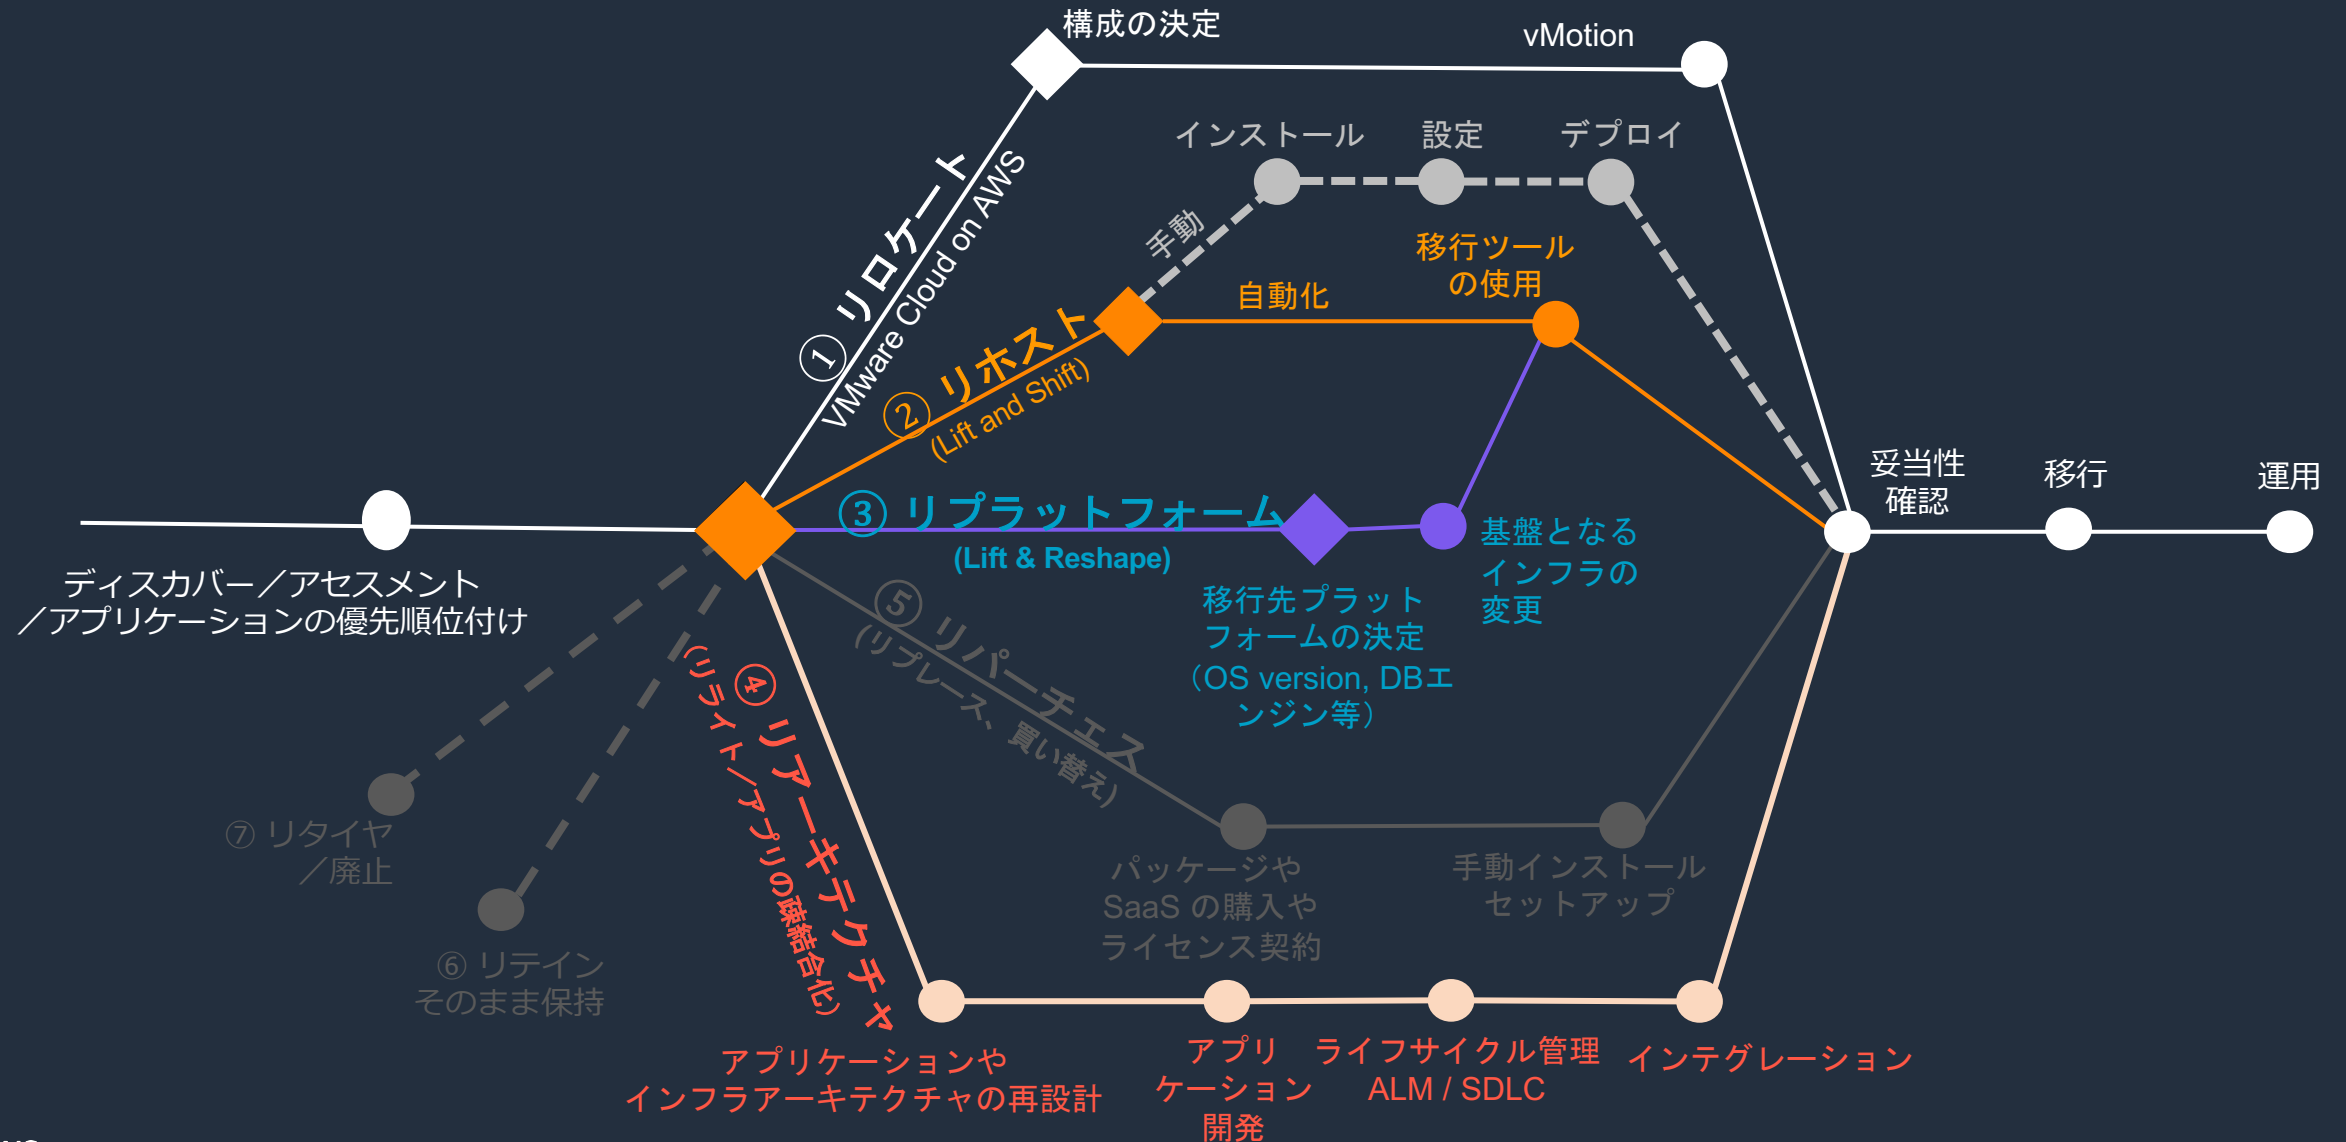 構成の決定
vMotion
インストール
設定
デプロイ
手動
移行ツール
の使用
自動化
① リロケート
VMware Cloud on AWS
② リホスト
(Lift and Shift)
③ リプラットフォーム
(Lift & Reshape)
妥当性
確認
移行
運用
ディスカバー／アセスメント
／アプリケーションの優先順位付け
基盤となる
インフラの
変更
移行先プラット
フォームの決定
（OS version, DBエ
ンジン等）
⑤ リパーチェス
(リプレース、買い替え)
④ リアーキテクチャ
(リライト／アプリの疎結合化)
⑦ リタイヤ
／廃止
⑥ リテイン
そのまま保持
パッケージや
SaaS の購入や
ライセンス契約
手動インストール
セットアップ
アプリケーションや
インフラアーキテクチャの再設計
アプリ
ケーション
開発
ライフサイクル管理
ALM / SDLC
インテグレーション